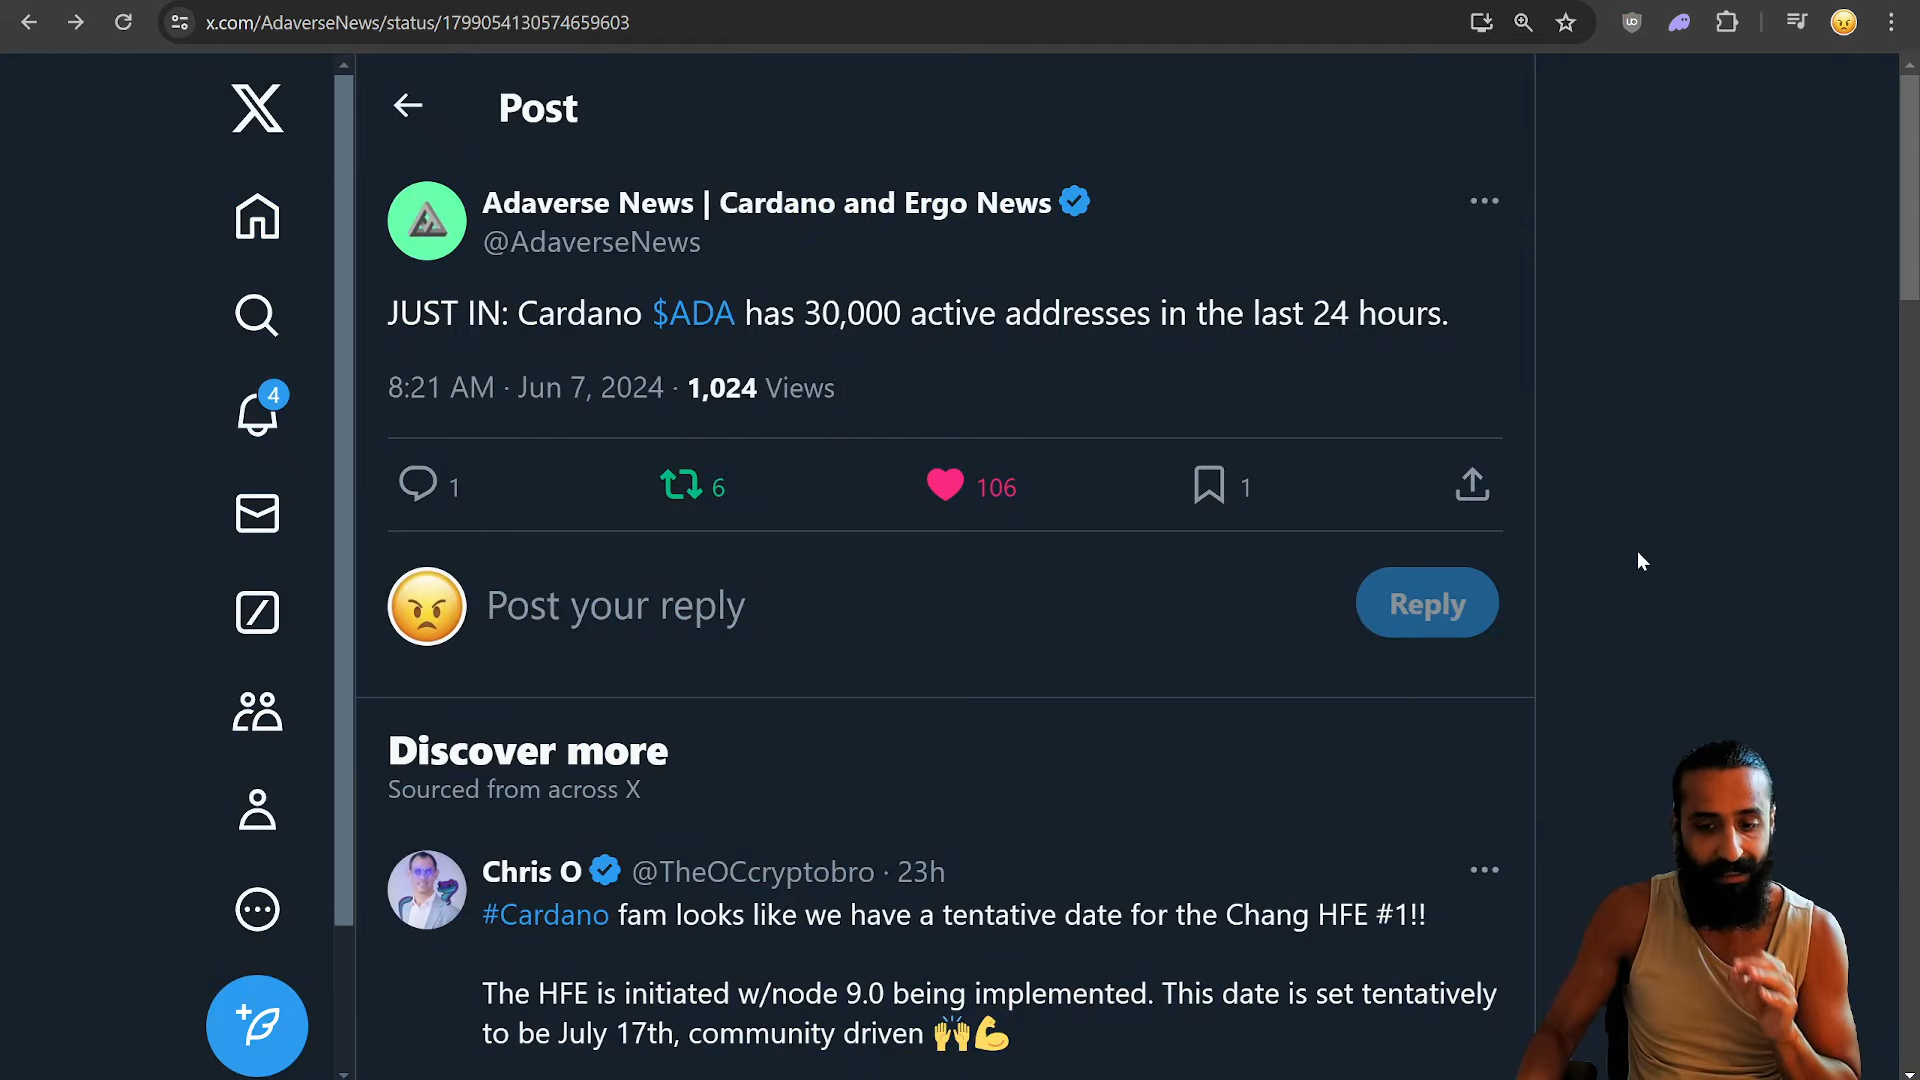 x.com/AdaverseNews/status/1799054130574659603
Post
Adaverse News | Cardano and Ergo News
@AdaverseNews
JUST IN: Cardano $ADA has 30,000 active addresses in the last 24 hours.
8:21 AM · Jun 7, 2024 · 1,024 Views
4
1 6 106 1
Post your reply
Reply
Discover more
Sourced from across X
Chris O @TheOCcryptobro · 23h
#Cardano fam looks like we have a tentative date for the Chang HFE #1!!
The HFE is initiated w/node 9.0 being implemented. This date is set tentatively
to be July 17th, community driven 🙌💪